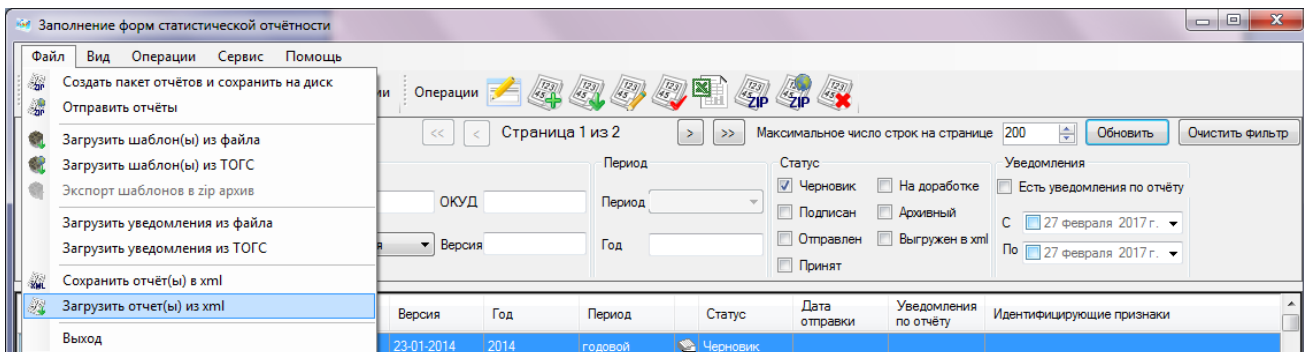 Заполнение форм статистической отчётности
Файл Вид Операции Сервис Помощь
Создать пакет отчётов и сохранить на диск
Отправить отчёты
Загрузить шаблон(ы) из файла
Загрузить шаблон(ы) из ТОГС
Экспорт шаблонов в zip архив
Загрузить уведомления из файла
Загрузить уведомления из ТОГС
Сохранить отчёт(ы) в xml
Загрузить отчет(ы) из xml
Выход
Операции
<< < Страница 1 из 2 > >> Максимальное число строк на странице 200 Обновить Очистить фильтр
Период Статус Уведомления
ОКУД Период Черновик На доработке Есть уведомления по отчёту
Подписан Архивный С 27 февраля 2017 г.
Версия Год Отправлен Выгружен в xml По 27 февраля 2017 г.
Принят
Версия Год Период Статус Дата отправки Уведомления по отчёту Идентифицирующие признаки
23-01-2014 2014 годовой Черновик